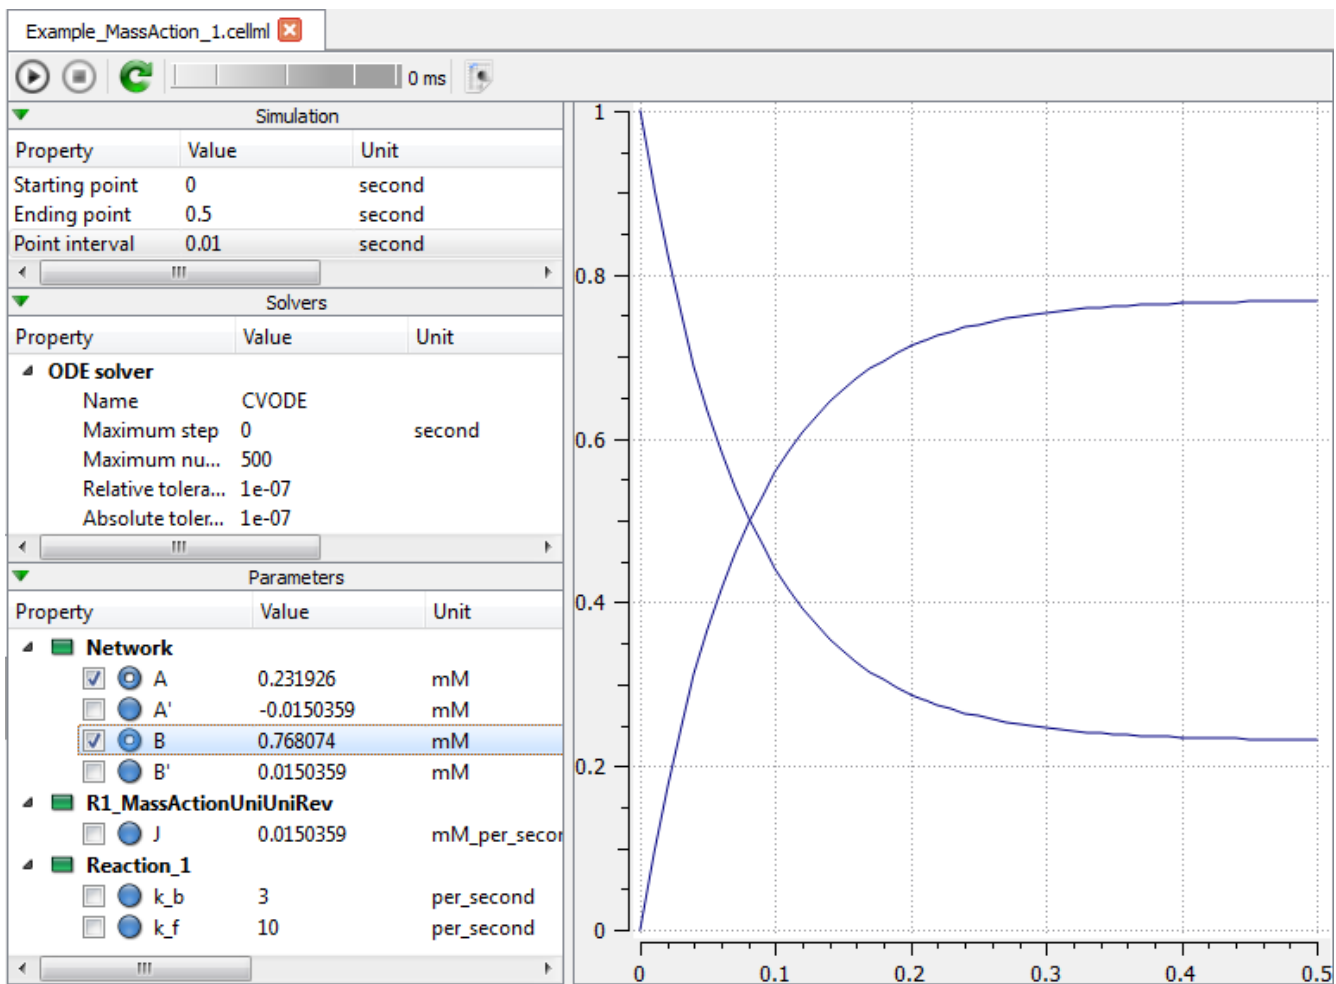 Example_MassAction_1.cellml
0 ms
Simulation
Property Value Unit
Starting point 0 second
Ending point 0.5 second
Point interval 0.01 second
Solvers
Property Value Unit
ODE solver
Name CVODE
Maximum step 0 second
Maximum nu... 500
Relative tolera... 1e-07
Absolute toler... 1e-07
Parameters
Property Value Unit
Network
A 0.231926 mM
A' -0.0150359 mM
B 0.768074 mM
B' 0.0150359 mM
R1_MassActionUniUniRev
J 0.0150359 mM_per_secor
Reaction_1
k_b 3 per_second
k_f 10 per_second
1
0.8
0.6
0.4
0.2
0
0 0.1 0.2 0.3 0.4 0.5